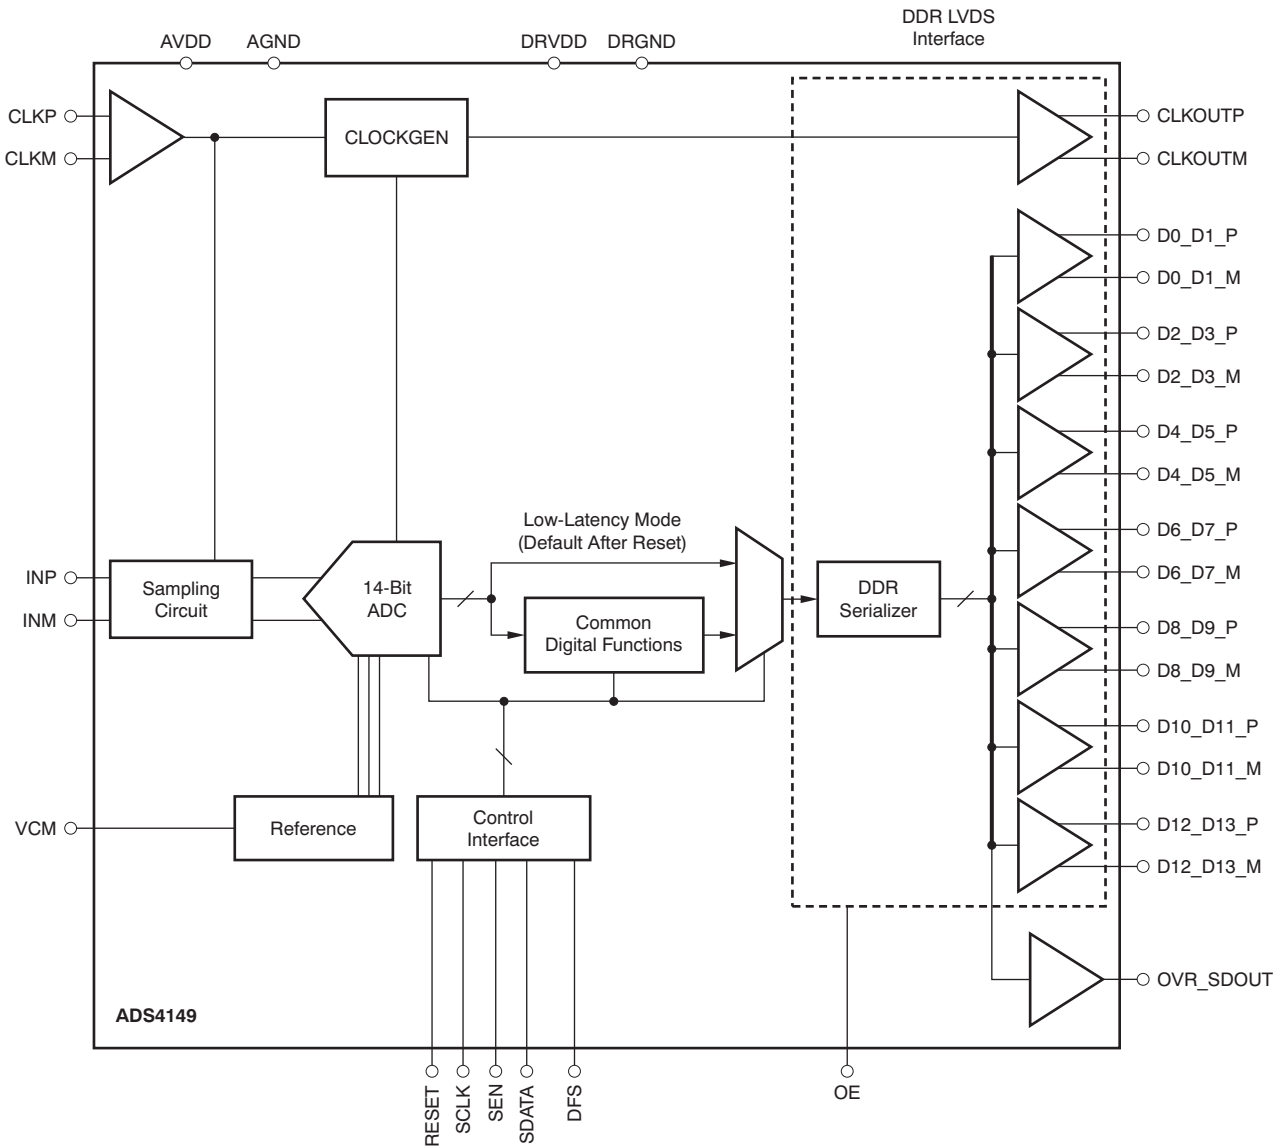 DDR LVDS
Interface
AVDD
AGND
DRVDD
DRGND
CLKP
CLKM
CLOCKGEN
CLKOUTP
CLKOUTM
D0_D1_P
D0_D1_M
D2_D3_P
D2_D3_M
D4_D5_P
D4_D5_M
Low-Latency Mode
(Default After Reset)
D6_D7_P
D6_D7_M
INP
INM
Sampling
Circuit
14-Bit
ADC
Common
Digital Functions
DDR
Serializer
D8_D9_P
D8_D9_M
D10_D11_P
D10_D11_M
VCM
Reference
Control
Interface
D12_D13_P
D12_D13_M
OVR_SDOUT
ADS4149
RESET
SCLK
SEN
SDATA
DFS
OE